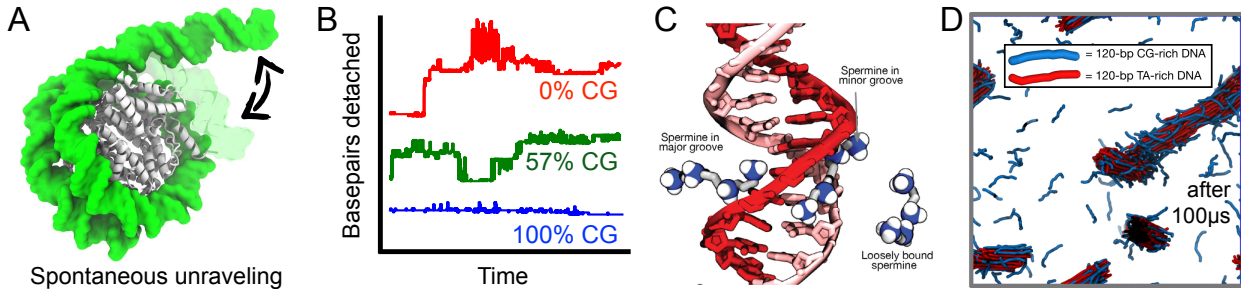 A
Spontaneous unraveling
B
Basepairs detached
0% CG
57% CG
100% CG
Time
C
Spermine in
minor groove
Spermine in
major groove
Loosely bound
spermine
D
= 120-bp CG-rich DNA
= 120-bp TA-rich DNA
after
100μs